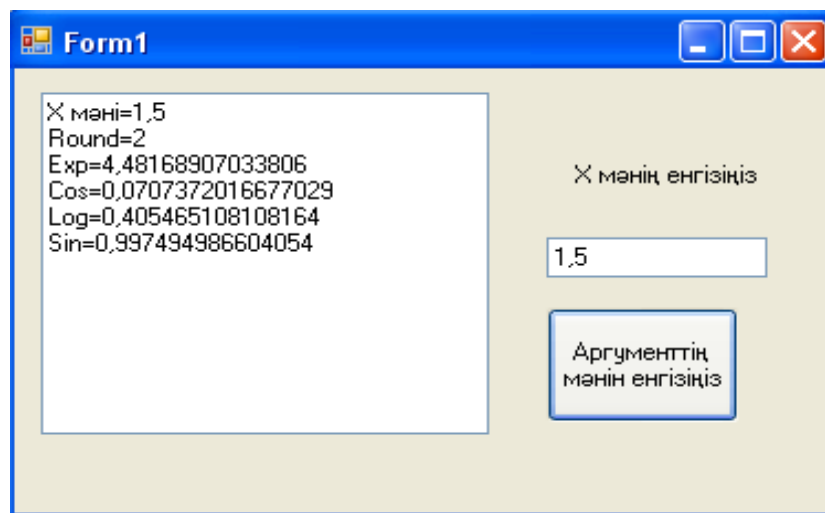 Form1
X мәні=1,5
Round=2
Exp=4,48168907033806
Cos=0,0707372016677029
Log=0,405465108108164
Sin=0,997494986604054
X мәнің енгізіңіз
1,5
Аргументтің
мәнін енгізіңіз